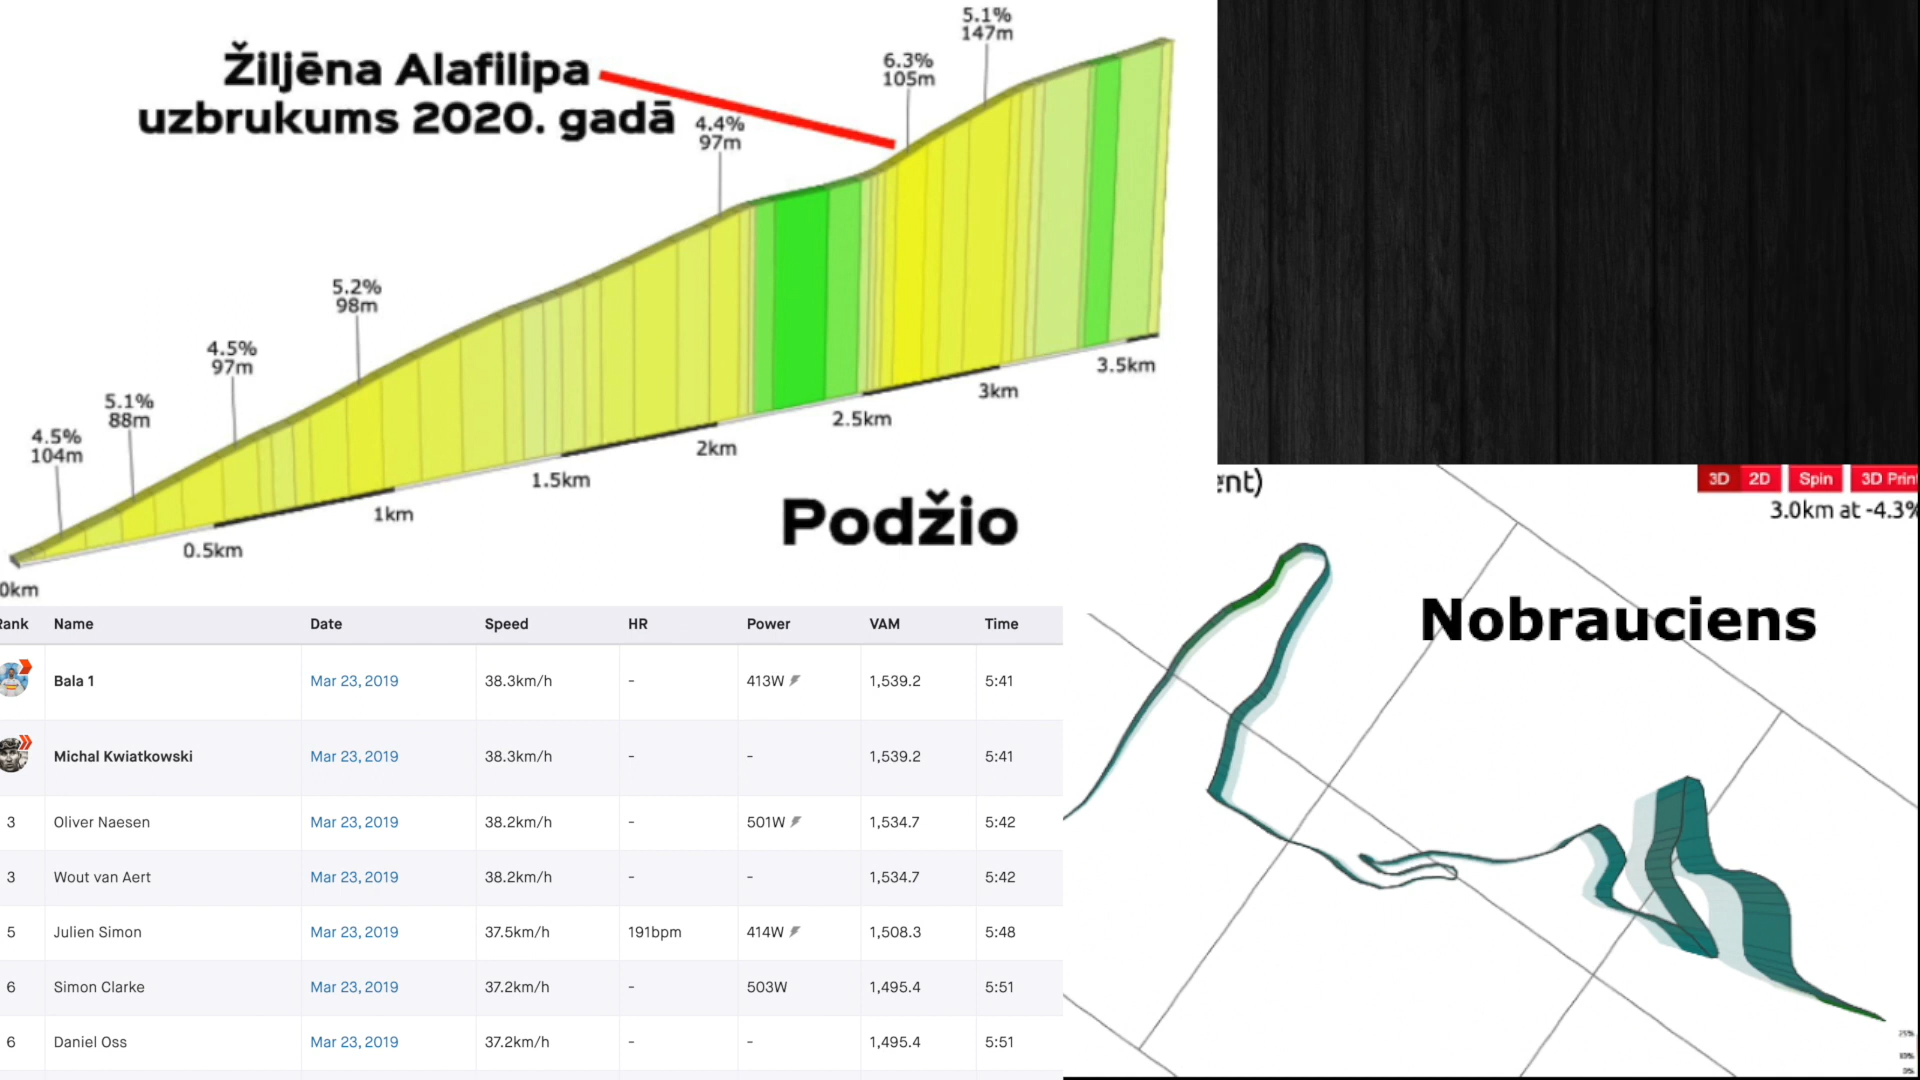 Žiljēna Alafilipa
uzbrukums 2020. gadā
5.1%
147m
6.3%
105m
4.4%
97m
5.2%
98m
4.5%
97m
5.1%
88m
4.5%
104m
0km
0.5km
1km
1.5km
2km
2.5km
3km
3.5km
Podžio
Rank Name Date Speed HR Power VAM Time
Bala 1 Mar 23, 2019 38.3km/h - 413W 1,539.2 5:41
Michal Kwiatkowski Mar 23, 2019 38.3km/h - - 1,539.2 5:41
3 Oliver Naesen Mar 23, 2019 38.2km/h - 501W 1,534.7 5:42
3 Wout van Aert Mar 23, 2019 38.2km/h - - 1,534.7 5:42
5 Julien Simon Mar 23, 2019 37.5km/h 191bpm 414W 1,508.3 5:48
6 Simon Clarke Mar 23, 2019 37.2km/h - 503W 1,495.4 5:51
6 Daniel Oss Mar 23, 2019 37.2km/h - - 1,495.4 5:51
ent)
3D 2D Spin 3D Print
3.0km at -4.3%
Nobrauciens